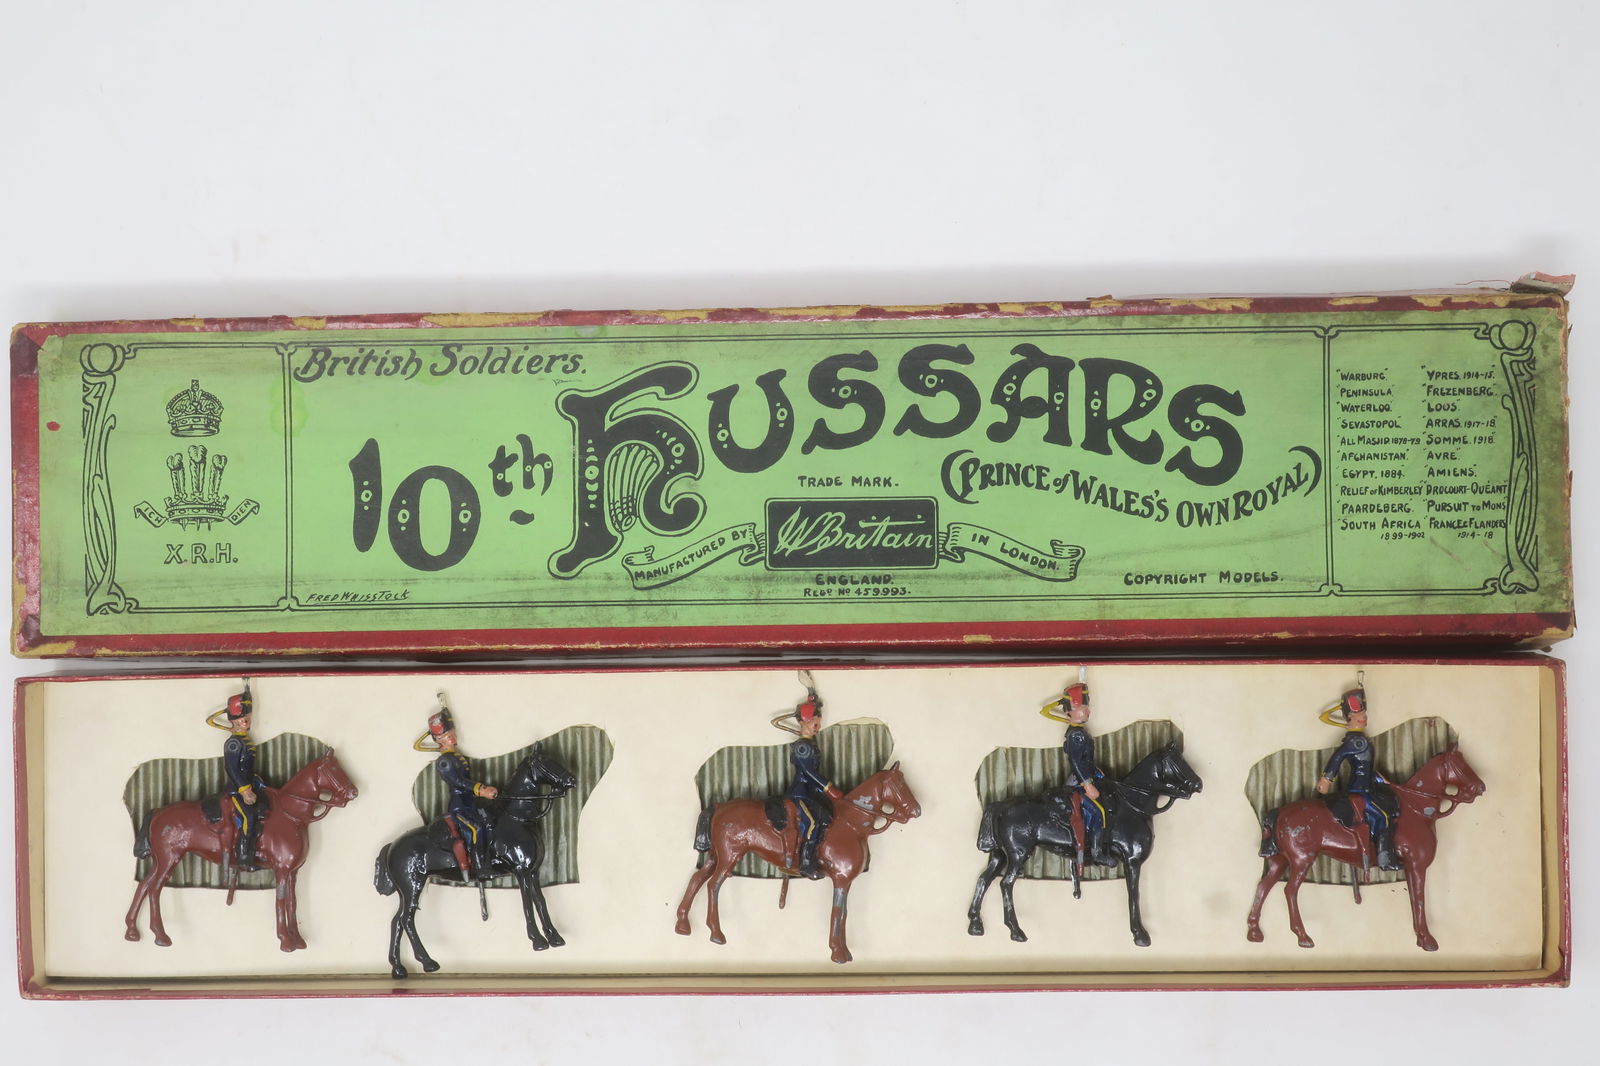 British Soldiers.
10th Hussars
(Prince of Wales's Own Royal)
ICH DIEN
X.R.H.
TRADE MARK.
MANUFACTURED BY W Britain IN LONDON.
ENGLAND.
REGD. No 459993.
COPYRIGHT MODELS.
FRED WHISSTOCK
"WARBURG."
"PENINSULA."
"WATERLOO."
"SEVASTOPOL."
"ALI MASJID 1878-79"
"AFGHANISTAN."
"EGYPT, 1884."
"RELIEF OF KIMBERLEY"
"PAARDEBERG."
"SOUTH AFRICA
1899-1902
"YPRES, 1914-15."
"FREZENBERG."
"LOOS."
"ARRAS, 1917-18."
"SOMME, 1918."
"AVRE."
"AMIENS."
"DROCOURT-QUÉANT"
"PURSUIT TO MONS"
"FRANCE & FLANDERS
1914-18